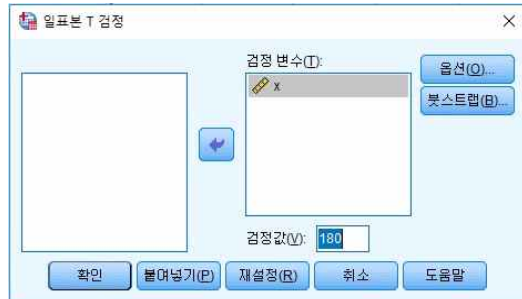 일표본 T 검정
검정 변수(T):
x
옵션(O)...
붓스트랩(B)...
검정값(V): 180
확인 붙여넣기(P) 재설정(R) 취소 도움말